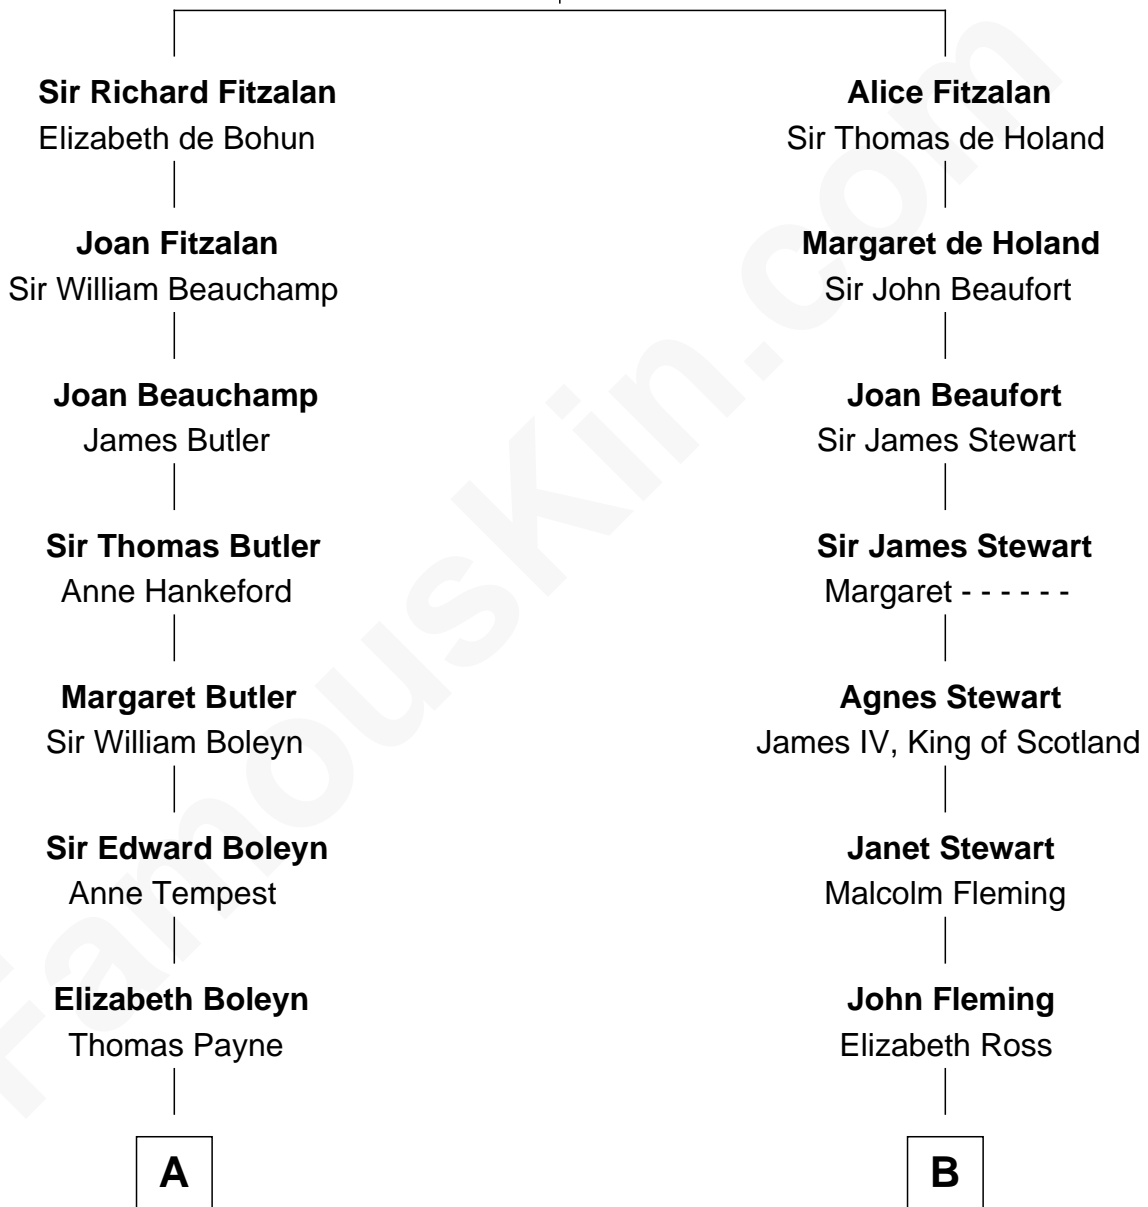 Sir Richard Fitzalan
Elizabeth de Bohun
Joan Fitzalan
Sir William Beauchamp
Joan Beauchamp
James Butler
Sir Thomas Butler
Anne Hankeford
Margaret Butler
Sir William Boleyn
Sir Edward Boleyn
Anne Tempest
Elizabeth Boleyn
Thomas Payne
A
Alice Fitzalan
Sir Thomas de Holand
Margaret de Holand
Sir John Beaufort
Joan Beaufort
Sir James Stewart
Sir James Stewart
Margaret - - - - - -
Agnes Stewart
James IV, King of Scotland
Janet Stewart
Malcolm Fleming
John Fleming
Elizabeth Ross
B
FamousKin.com